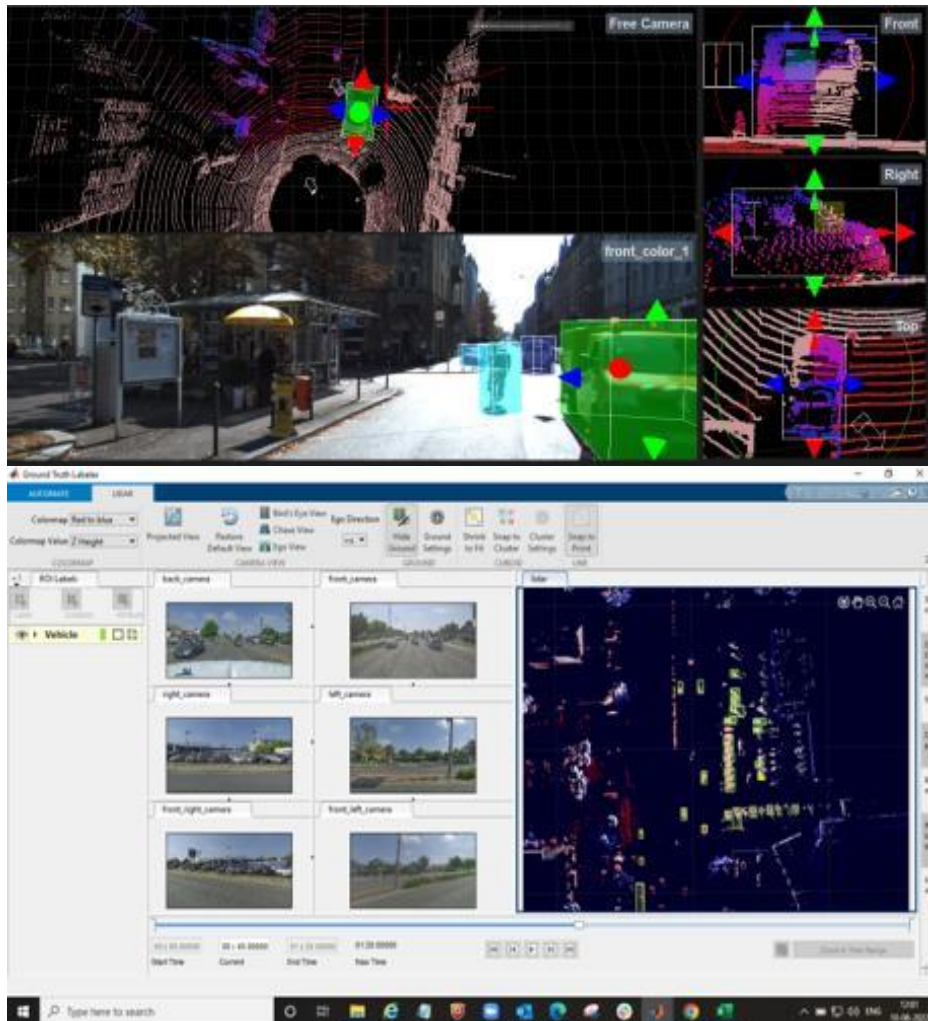 Free Camera
Front
Right
front_color_1
Top
Ground Truth Labeler
AUTOMATE
LIDAR
Colormap Red to blue
Colormap Value Z Height
COLORMAP
Projected View
Restore
Default View
Bird's Eye View
Chase View
Ego View
CAMERA VIEW
Ego Direction
+x
Hide
Ground
Ground
Settings
GROUND
Shrink
to Fit
Snap to
Cluster
Cluster
Settings
CUBOID
Snap to
Point
LINE
ROI Labels
Vehicle
back_camera
front_camera
lidar
right_camera
left_camera
front_right_camera
front_left_camera
Start Time
Current
End Time
Max Time
Type here to search
ENG
12:01